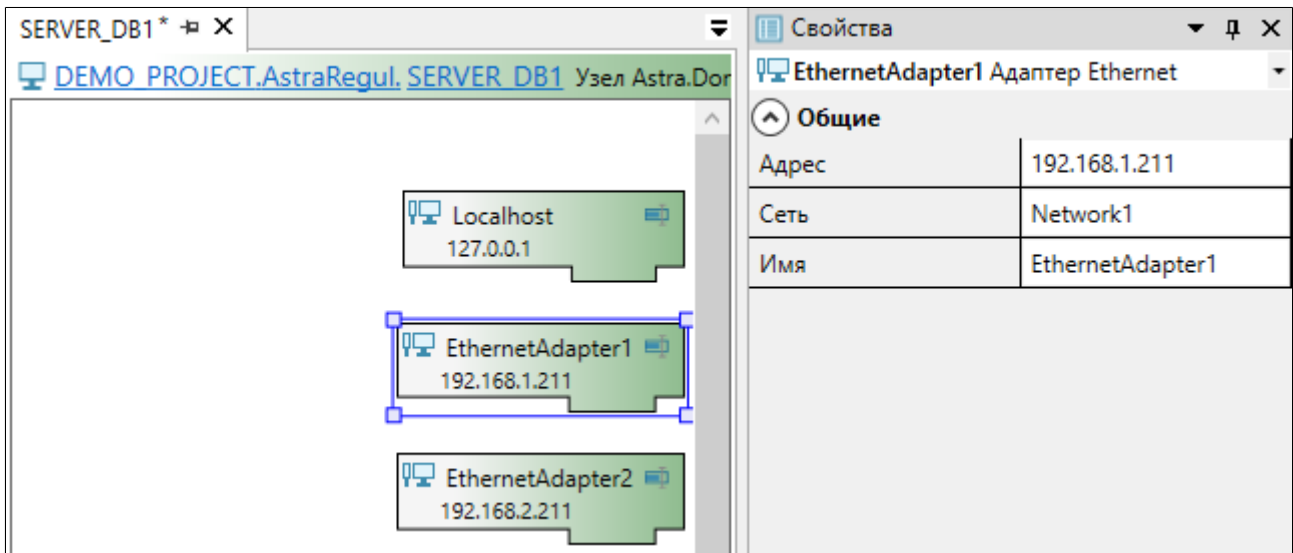 SERVER_DB1*
DEMO_PROJECT.AstraRegul. SERVER_DB1 Узел Astra.Dor
Localhost
127.0.0.1
EthernetAdapter1
192.168.1.211
EthernetAdapter2
192.168.2.211
Свойства
EthernetAdapter1 Адаптер Ethernet
Общие
Адрес 192.168.1.211
Сеть Network1
Имя EthernetAdapter1